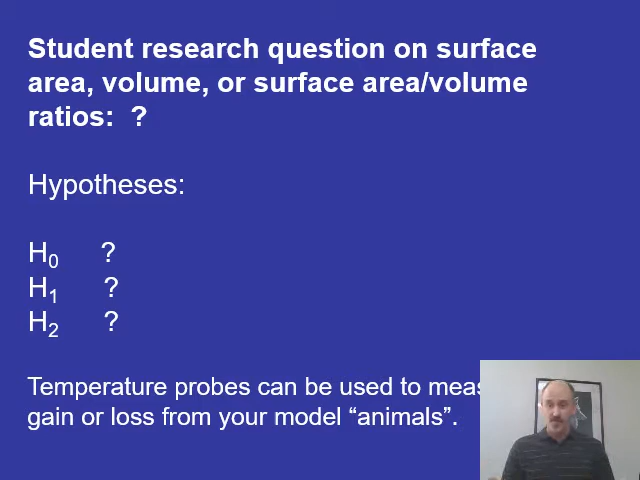 Student research question on surface
area, volume, or surface area/volume
ratios: ?
Hypotheses:
H₀ ?
H₁ ?
H₂ ?
Temperature probes can be used to
gain or loss from your model “animals”.